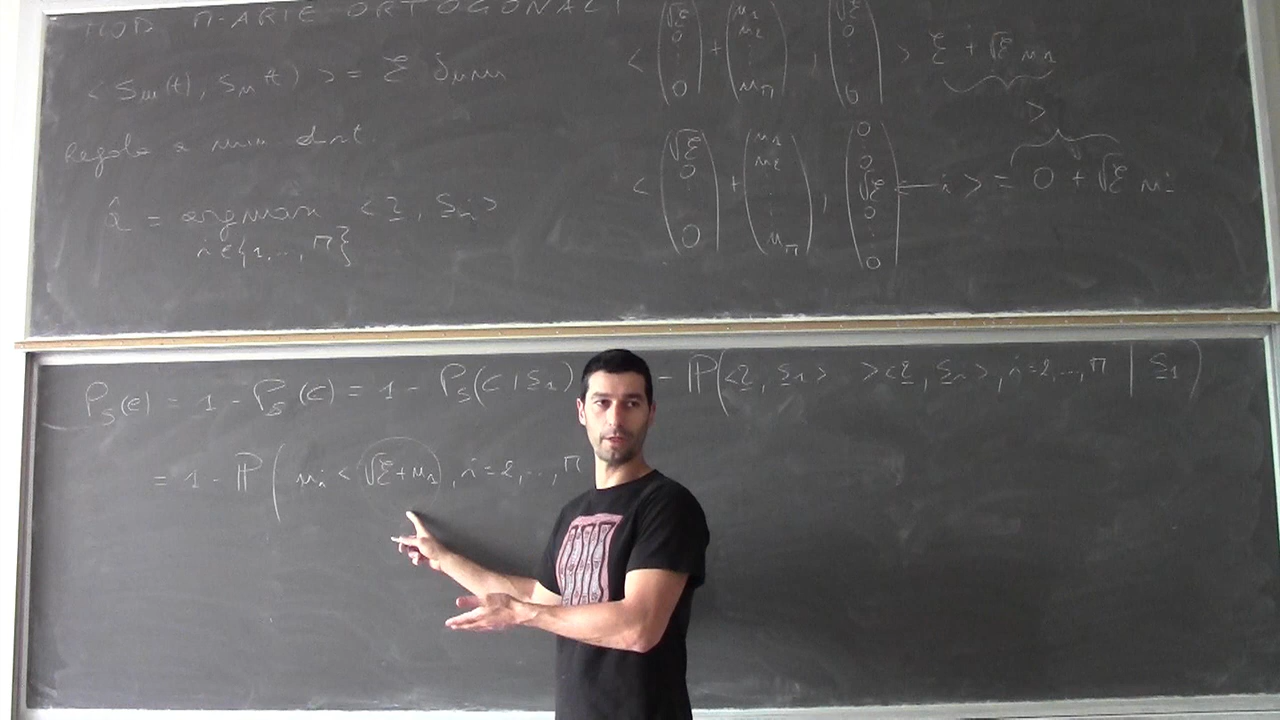 MOD M-ARIE ORTOGONALI
< s_m(t), s_n(t) > = ℰ δ_mn
Regola a min. dist.
â = argmax < r, s_i >
i ∈ {1, ..., M}
< (√ℰ 0 ⋮ 0) + (n_1 n_2 ⋮ n_M), (√ℰ 0 ⋮ 0) > ℰ + √ℰ n_1
>
< (√ℰ 0 ⋮ 0) + (n_1 n_2 ⋮ n_M), (0 ⋮ 0 √ℰ 0 ⋮ 0) ← i > = 0 + √ℰ n_i
P_s(e) = 1 - P_s(c) = 1 - P_s(c | s_1) - ℙ( < r, s_1 > > < r, s_i >, i = 2, ..., M | s_1 )
= 1 - ℙ( n_i < √ℰ + n_1, i = 2, ..., M